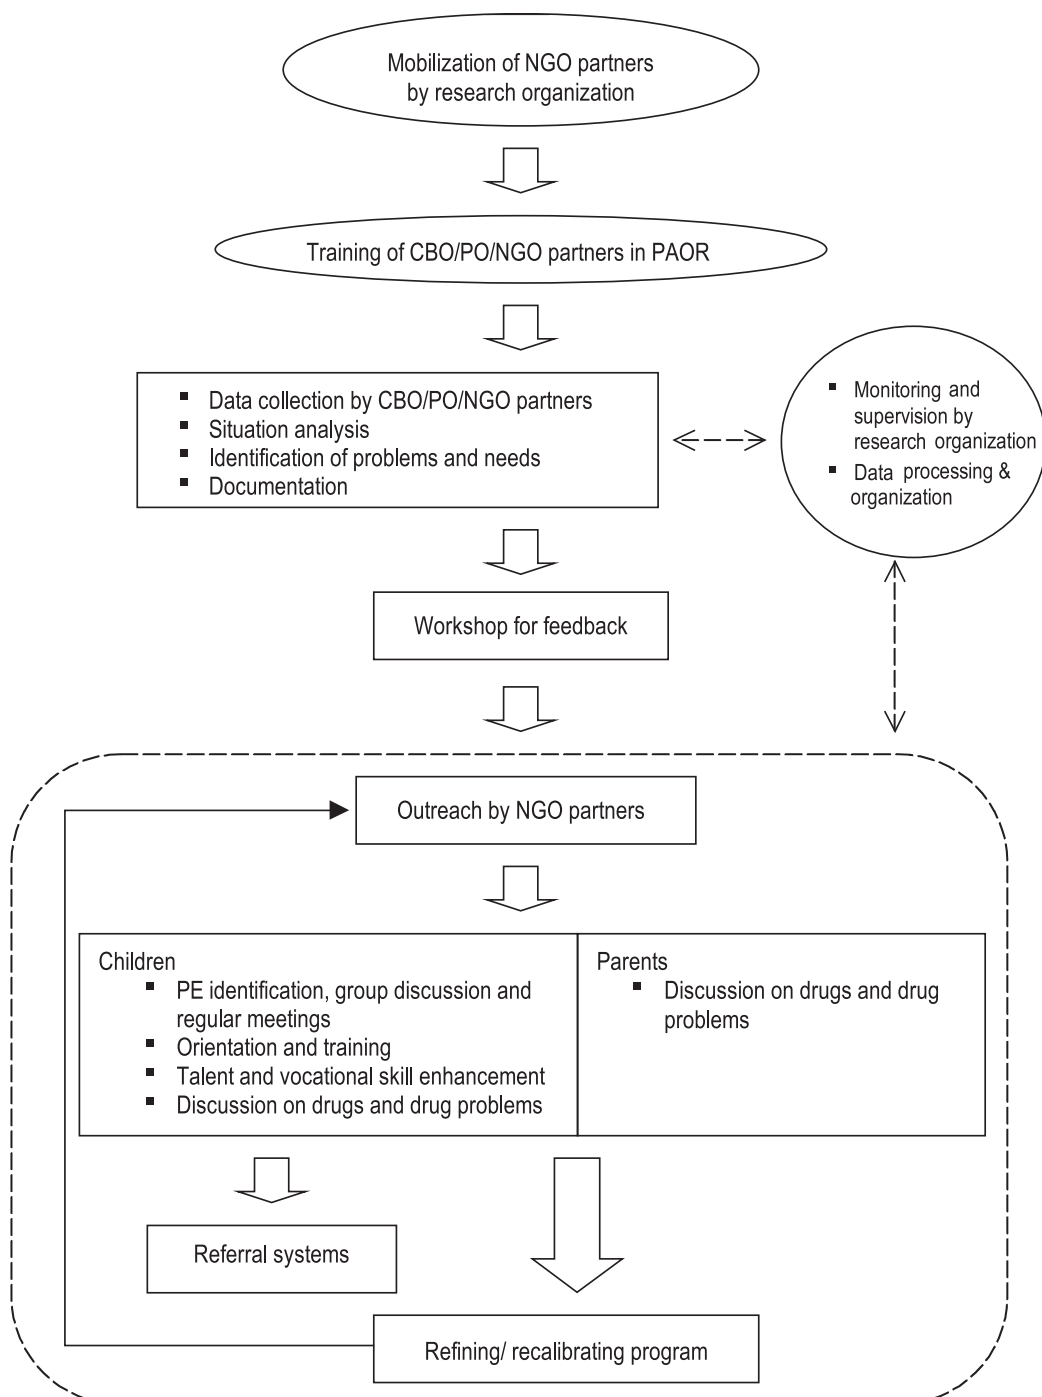 Mobilization of NGO partners
by research organization
Training of CBO/PO/NGO partners in PAOR
▪ Data collection by CBO/PO/NGO partners
▪ Situation analysis
▪ Identification of problems and needs
▪ Documentation
▪ Monitoring and
supervision by
research organization
▪ Data processing &
organization
Workshop for feedback
Outreach by NGO partners
Children
▪ PE identification, group discussion and
regular meetings
▪ Orientation and training
▪ Talent and vocational skill enhancement
▪ Discussion on drugs and drug problems
Parents
▪ Discussion on drugs and drug
problems
Referral systems
Refining/ recalibrating program